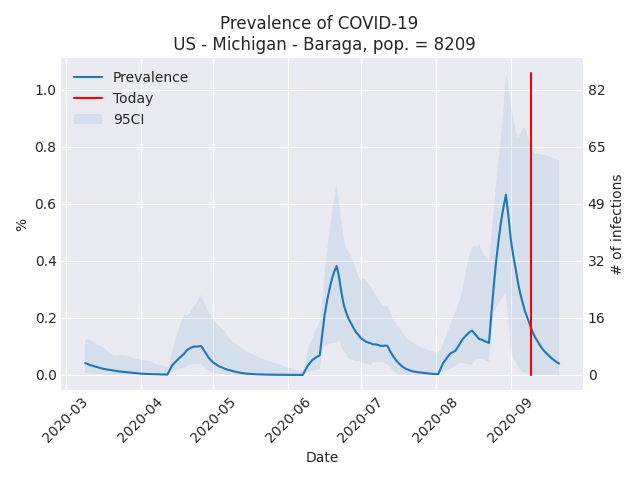 Prevalence of COVID-19
US - Michigan - Baraga, pop. = 8209
Prevalence
Today
95CI
1.0
0.8
0.6
0.4
0.2
0.0
%
82
65
49
32
16
0
# of infections
2020-03
2020-04
2020-05
2020-06
2020-07
2020-08
2020-09
Date